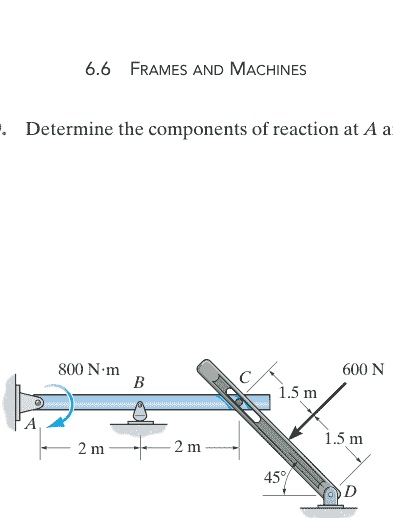 6.6 FRAMES AND MACHINES
Determine the components of reaction at A
800 N·m
B
C
600 N
1.5 m
A
1.5 m
2 m
2 m
45°
D